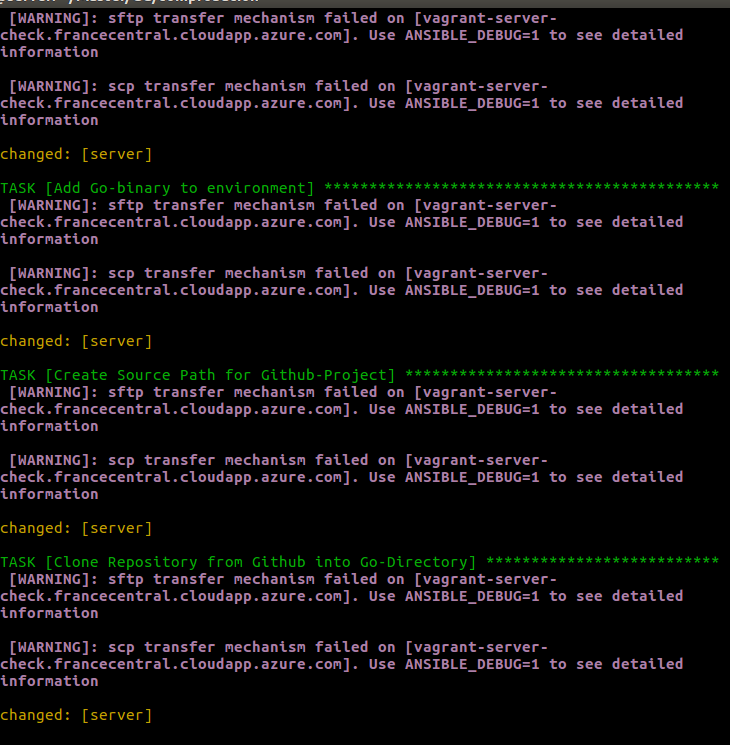 [WARNING]: sftp transfer mechanism failed on [vagrant-server-
check.francecentral.cloudapp.azure.com]. Use ANSIBLE_DEBUG=1 to see detailed
information
[WARNING]: scp transfer mechanism failed on [vagrant-server-
check.francecentral.cloudapp.azure.com]. Use ANSIBLE_DEBUG=1 to see detailed
information
changed: [server]
TASK [Add Go-binary to environment] ********************************************
[WARNING]: sftp transfer mechanism failed on [vagrant-server-
check.francecentral.cloudapp.azure.com]. Use ANSIBLE_DEBUG=1 to see detailed
information
[WARNING]: scp transfer mechanism failed on [vagrant-server-
check.francecentral.cloudapp.azure.com]. Use ANSIBLE_DEBUG=1 to see detailed
information
changed: [server]
TASK [Create Source Path for Github-Project] ***********************************
[WARNING]: sftp transfer mechanism failed on [vagrant-server-
check.francecentral.cloudapp.azure.com]. Use ANSIBLE_DEBUG=1 to see detailed
information
[WARNING]: scp transfer mechanism failed on [vagrant-server-
check.francecentral.cloudapp.azure.com]. Use ANSIBLE_DEBUG=1 to see detailed
information
changed: [server]
TASK [Clone Repository from Github into Go-Directory] **************************
[WARNING]: sftp transfer mechanism failed on [vagrant-server-
check.francecentral.cloudapp.azure.com]. Use ANSIBLE_DEBUG=1 to see detailed
information
[WARNING]: scp transfer mechanism failed on [vagrant-server-
check.francecentral.cloudapp.azure.com]. Use ANSIBLE_DEBUG=1 to see detailed
information
changed: [server]